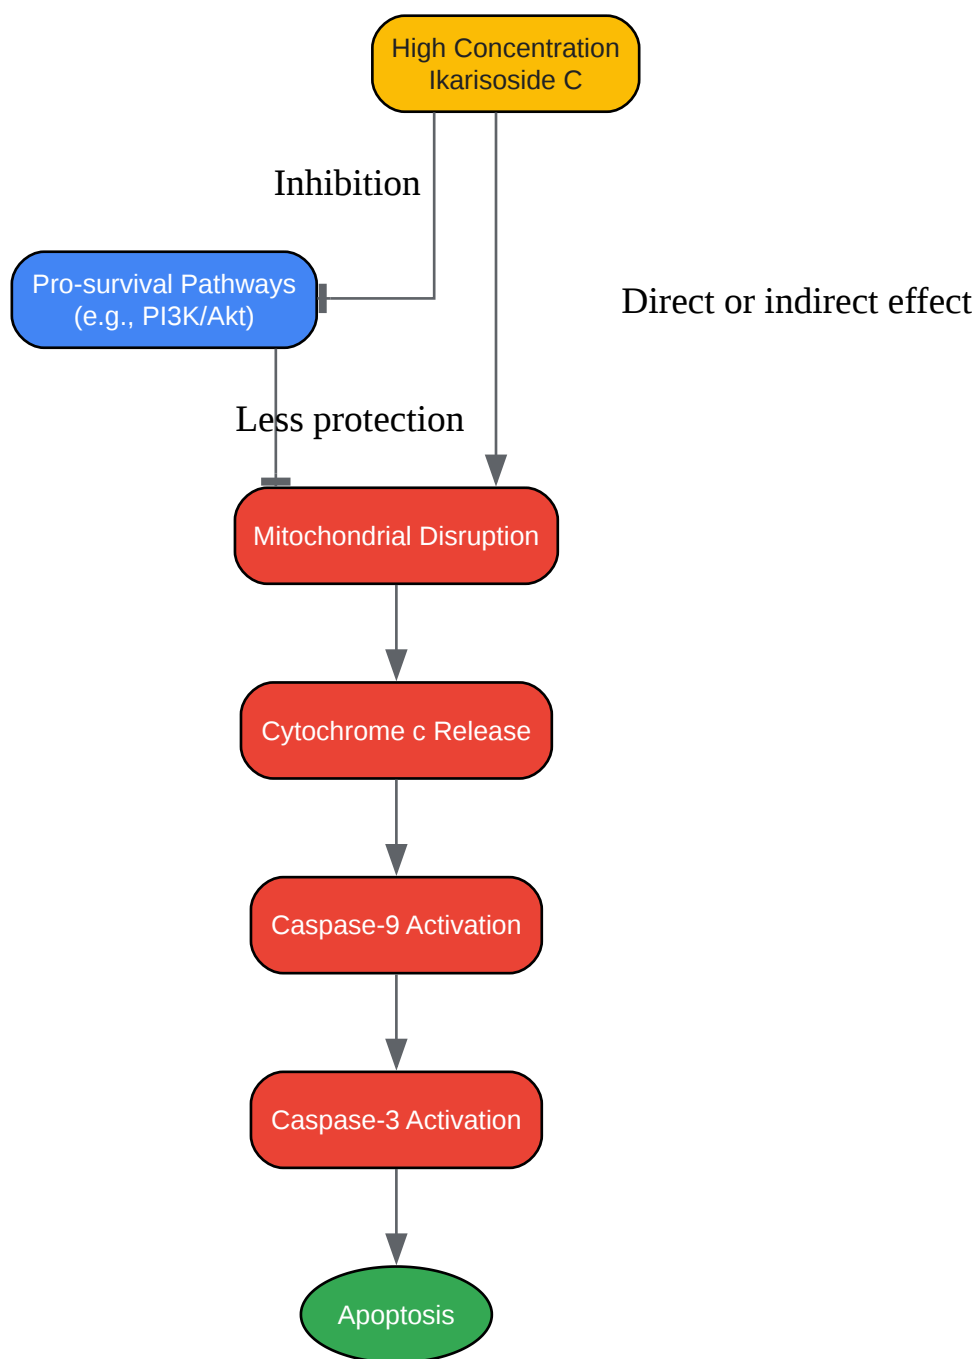 High Concentration
Ikarisoside C
Inhibition
Pro-survival Pathways
(e.g., PI3K/Akt)
Direct or indirect effect
Less protection
Mitochondrial Disruption
Cytochrome c Release
Caspase-9 Activation
Caspase-3 Activation
Apoptosis